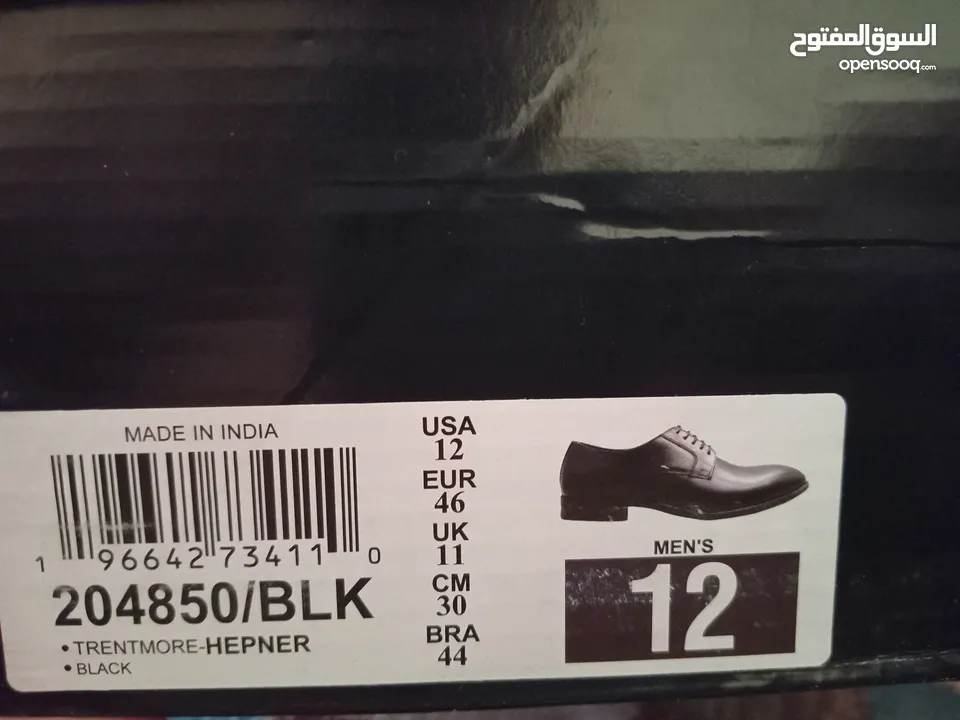 السوق المفتوح
opensooq.com
MADE IN INDIA
1 96642 73411 0
204850/BLK
• TRENTMORE-HEPNER
• BLACK
USA
12
EUR
46
UK
11
CM
30
BRA
44
MEN'S
12